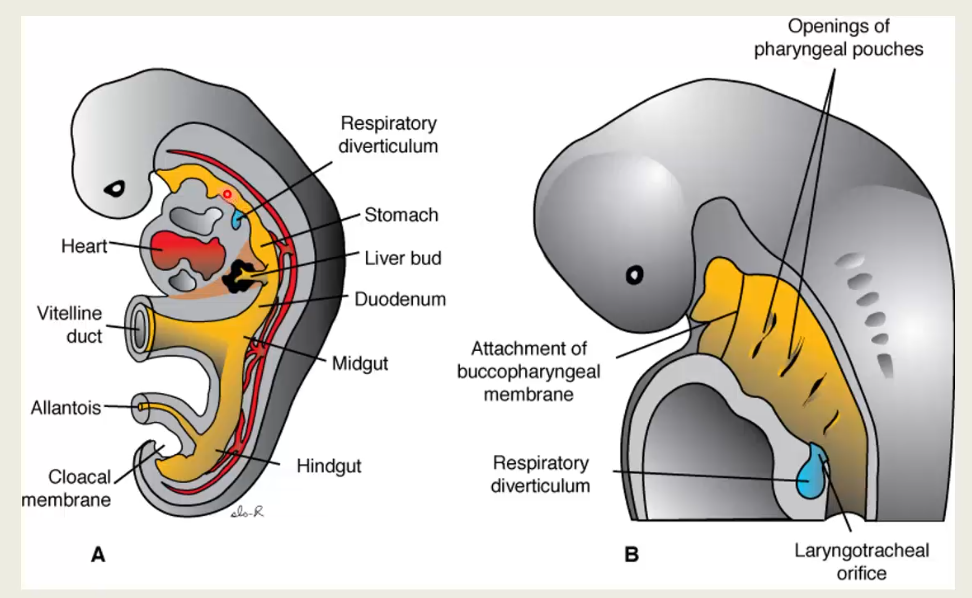 Respiratory
diverticulum
Stomach
Heart
Liver bud
Duodenum
Vitelline
duct
Midgut
Allantois
Hindgut
Cloacal
membrane
A
Openings of
pharyngeal pouches
Attachment of
buccopharyngeal
membrane
Respiratory
diverticulum
Laryngotracheal
orifice
B